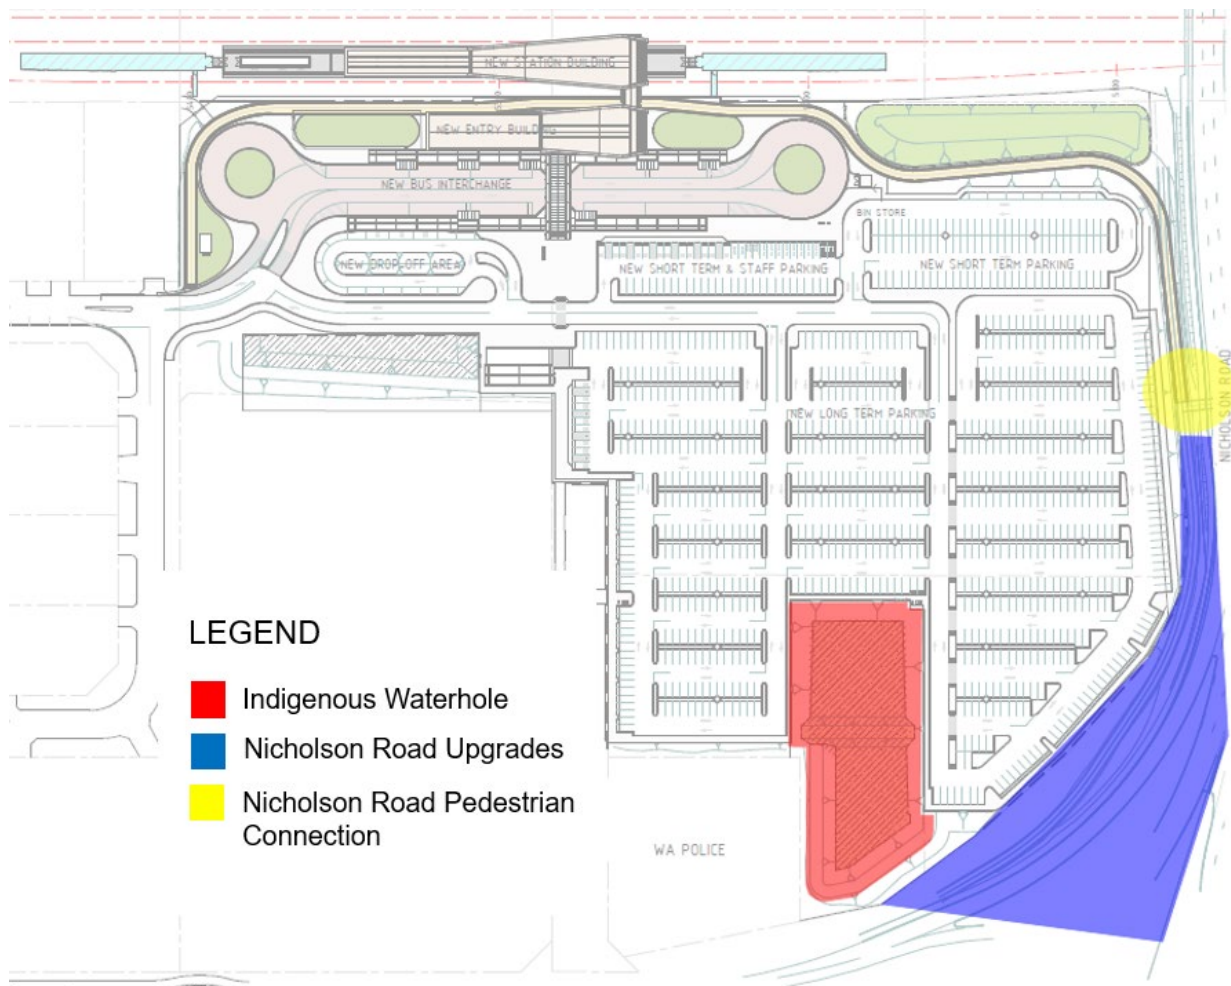 NEW STATION BUILDING
NEW ENTRY BUILDING
NEW BUS INTERCHANGE
BIN STORE
NEW DROP-OFF AREA
NEW SHORT TERM & STAFF PARKING
NEW SHORT TERM PARKING
NICHOLSON ROAD
NEW LONG TERM PARKING
LEGEND
Indigenous Waterhole
Nicholson Road Upgrades
Nicholson Road Pedestrian
Connection
WA POLICE